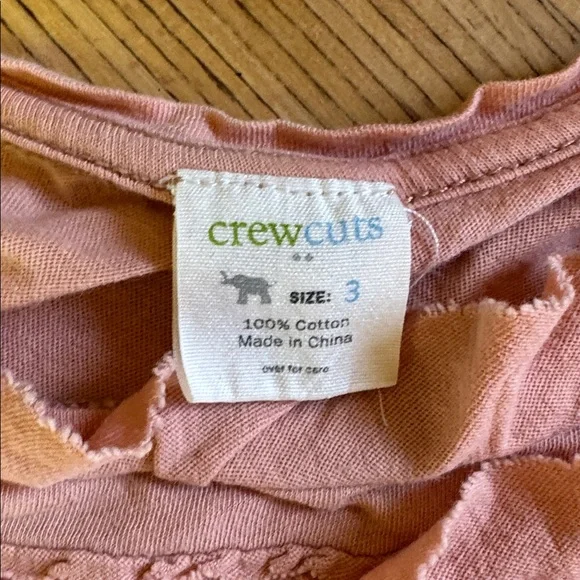 crewcuts
SIZE: 3
100% Cotton
Made in China
over for care